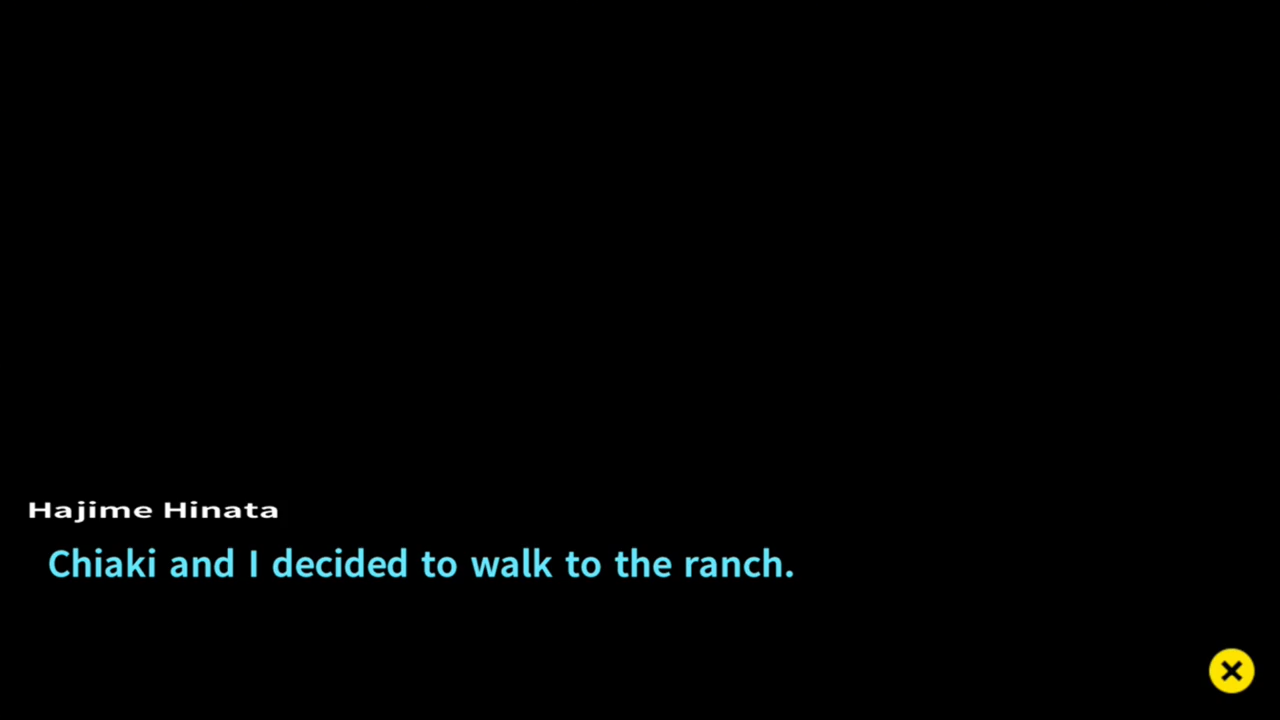 Hajime Hinata
Chiaki and I decided to walk to the ranch.